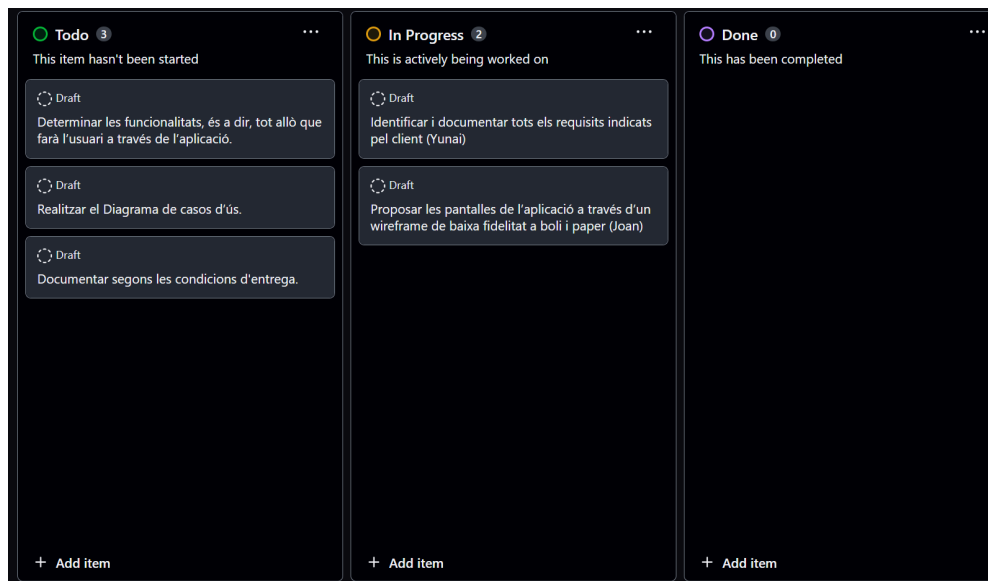 Todo 3 ...
This item hasn't been started
Draft
Determinar les funcionalitats, és a dir, tot allò que
farà l'usuari a través de l'aplicació.
Draft
Realitzar el Diagrama de casos d'ús.
Draft
Documentar segons les condicions d'entrega.
+ Add item
In Progress 2 ...
This is actively being worked on
Draft
Identificar i documentar tots els requisits indicats
pel client (Yunai)
Draft
Proposar les pantalles de l'aplicació a través d'un
wireframe de baixa fidelitat a boli i paper (Joan)
+ Add item
Done 0 ...
This has been completed
+ Add item